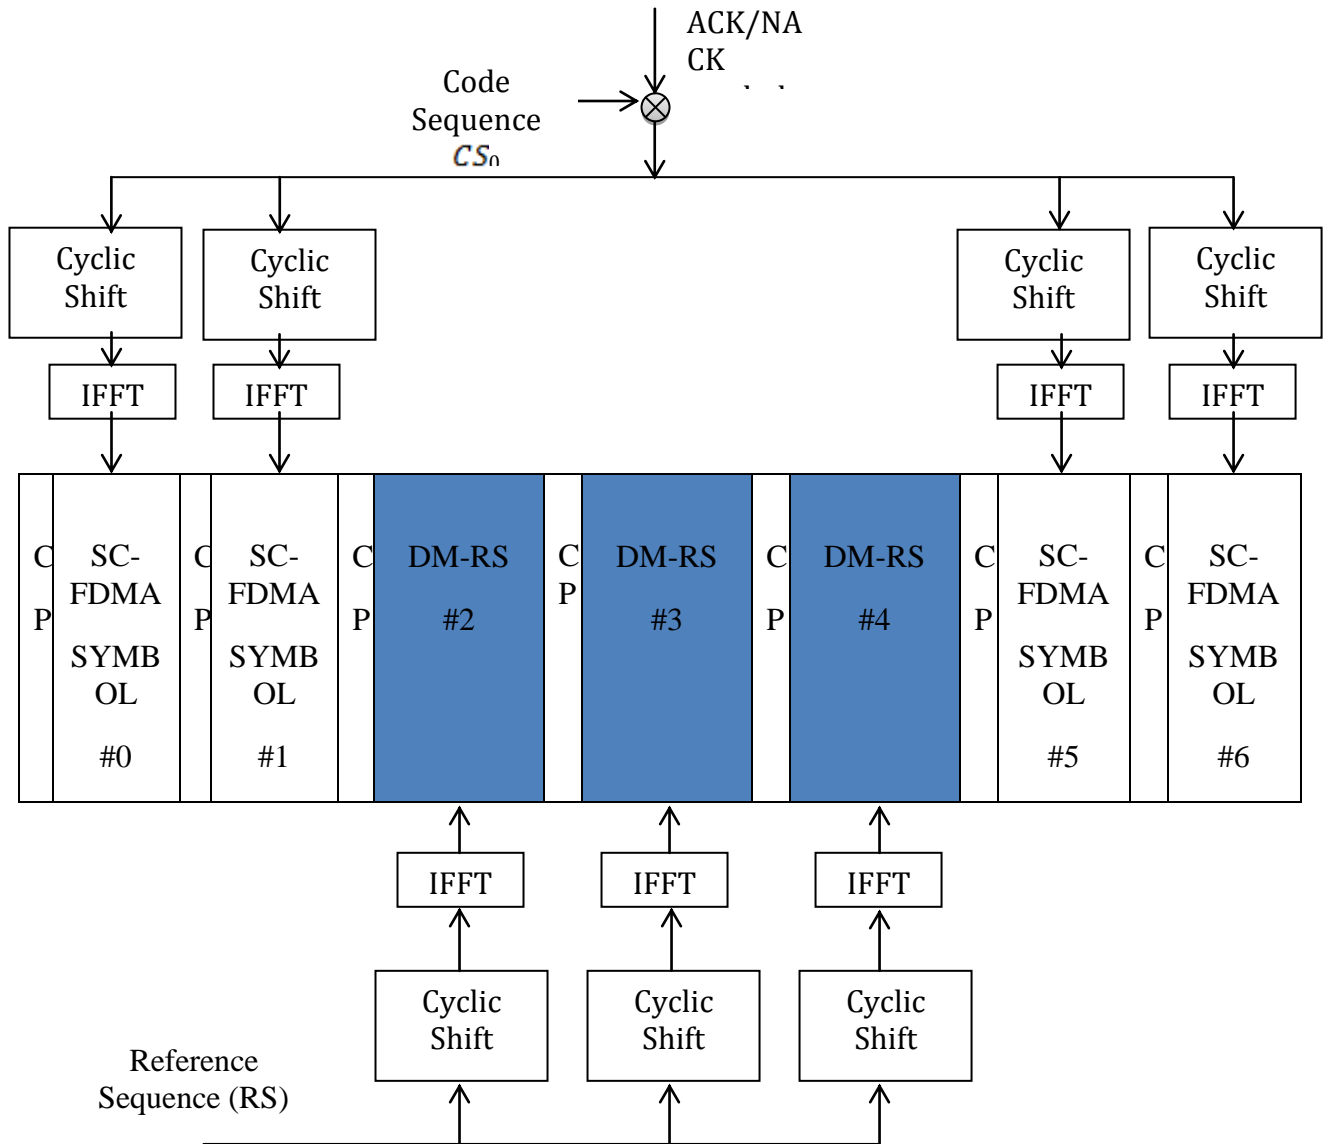 ACK/NA
CK
Code
Sequence
CS₀
Cyclic
Shift
Cyclic
Shift
Cyclic
Shift
Cyclic
Shift
IFFT
IFFT
IFFT
IFFT
C
P
SC-
FDMA
SYMB
OL
#0
C
P
SC-
FDMA
SYMB
OL
#1
C
P
DM-RS
#2
C
P
DM-RS
#3
C
P
DM-RS
#4
C
P
SC-
FDMA
SYMB
OL
#5
C
P
SC-
FDMA
SYMB
OL
#6
IFFT
IFFT
IFFT
Cyclic
Shift
Cyclic
Shift
Cyclic
Shift
Reference
Sequence (RS)